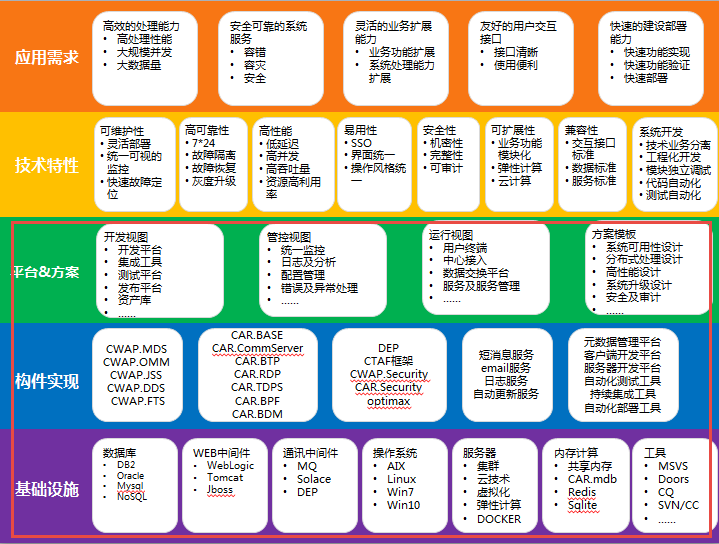 应用需求
高效的处理能力
• 高处理性能
• 大规模并发
• 大数据量
安全可靠的系统
服务
• 容错
• 容灾
• 安全
灵活的业务扩展
能力
• 业务功能扩展
• 系统处理能力
扩展
友好的用户交互
接口
• 接口清晰
• 使用便利
快速的建设部署
能力
• 快速功能实现
• 快速功能验证
• 快速部署
技术特性
可维护性
• 灵活部署
• 统一可视的
监控
• 快速故障定
位
高可靠性
• 7*24
• 故障隔离
• 故障恢复
• 灰度升级
高性能
• 低延迟
• 高并发
• 高吞吐量
• 资源高利用
率
易用性
• SSO
• 界面统一
• 操作风格统
一
安全性
• 机密性
• 完整性
• 可审计
可扩展性
• 业务功能
模块化
• 弹性计算
• 云计算
兼容性
• 交互接口
标准
• 数据标准
• 服务标准
系统开发
• 技术业务分离
• 工程化开发
• 模块独立调试
• 代码自动化
• 测试自动化
平台&方案
开发视图
• 开发平台
• 集成工具
• 测试平台
• 发布平台
• 资产库
• ……
管控视图
• 统一监控
• 日志及分析
• 配置管理
• 错误及异常处理
• ……
运行视图
• 用户终端
• 中心接入
• 数据交换平台
• 服务及服务管理
• ……
方案模板
• 系统可用性设计
• 分布式处理设计
• 高性能设计
• 系统升级设计
• 安全及审计
• ……
构件实现
CWAP.MDS
CWAP.OMM
CWAP.JSS
CWAP.DDS
CWAP.FTS
CAR.BASE
CAR.CommServer
CAR.BTP
CAR.RDP
CAR.TDPS
CAR.BPF
CAR.BDM
DEP
CTAF框架
CWAP.Security
CAR.Security
optimax
短消息服务
email服务
日志服务
自动更新服务
元数据管理平台
客户端开发平台
服务器开发平台
自动化测试工具
持续集成工具
自动化部署工具
基础设施
数据库
• DB2
• Oracle
• Mysql
• NoSQL
WEB中间件
• WebLogic
• Tomcat
• Jboss
通讯中间件
• MQ
• Solace
• DEP
操作系统
• AIX
• Linux
• Win7
• Win10
服务器
• 集群
• 云技术
• 虚拟化
• 弹性计算
• DOCKER
内存计算
• 共享内存
• CAR.mdb
• Redis
• Sqlite
工具
• MSVS
• Doors
• CQ
• SVN/CC
• ……